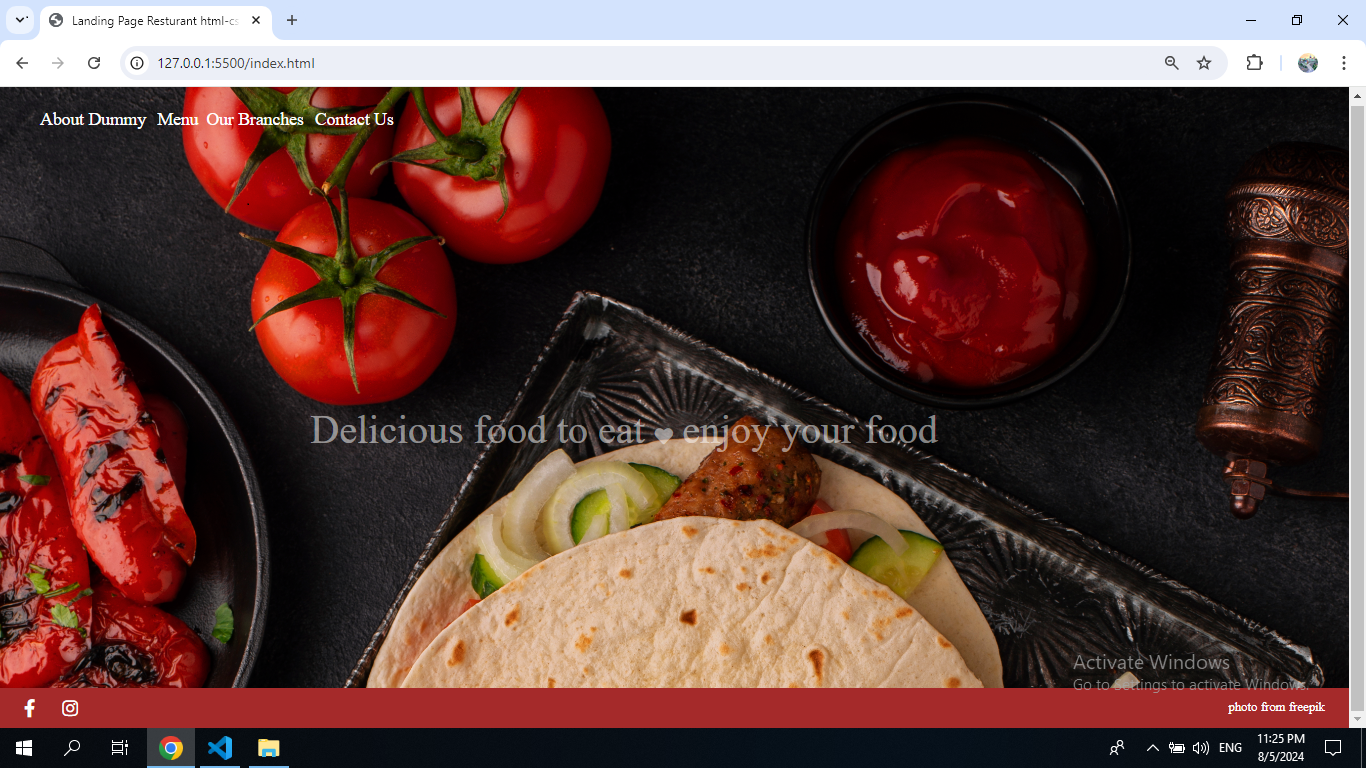 Landing Page Resturant html-cs
127.0.0.1:5500/index.html
About Dummy Menu Our Branches Contact Us
Delicious food to eat ❤ enjoy your food
Activate Windows
Go to Settings to activate Windows.
photo from freepik
ENG
11:25 PM
8/5/2024